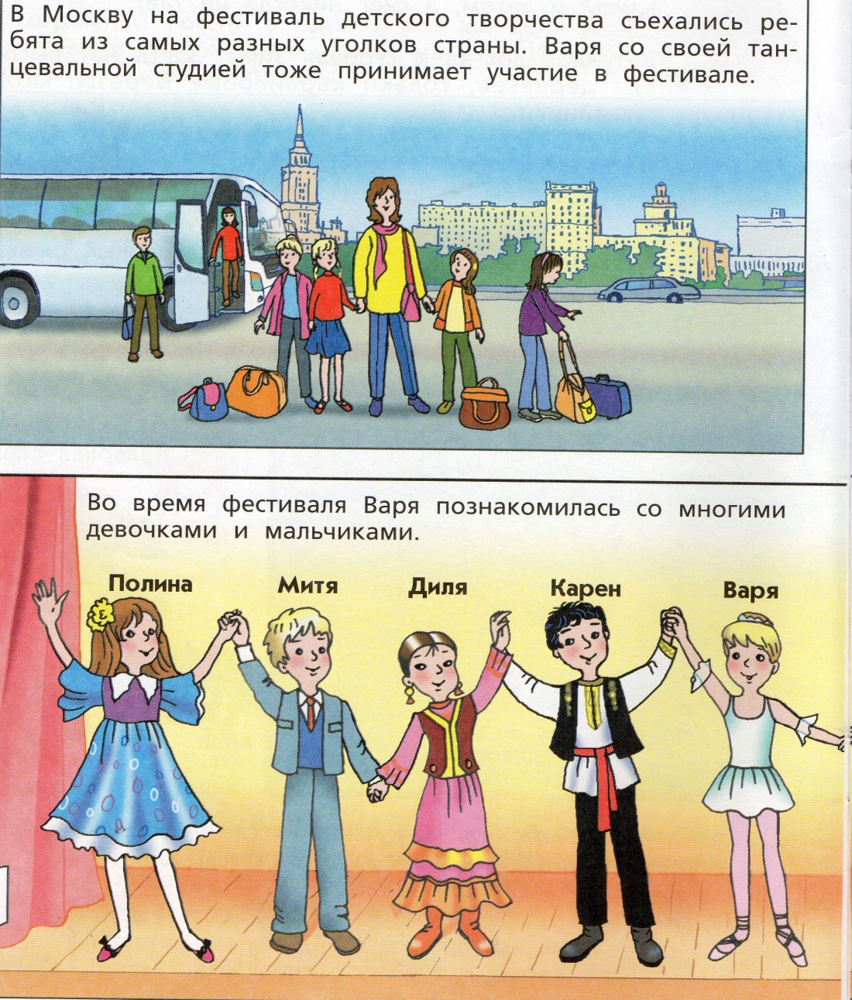 В Москву на фестиваль детского творчества съехались ре-
бята из самых разных уголков страны. Варя со своей тан-
цевальной студией тоже принимает участие в фестивале.
Во время фестиваля Варя познакомилась со многими
девочками и мальчиками.
Полина Митя Диля Карен Варя